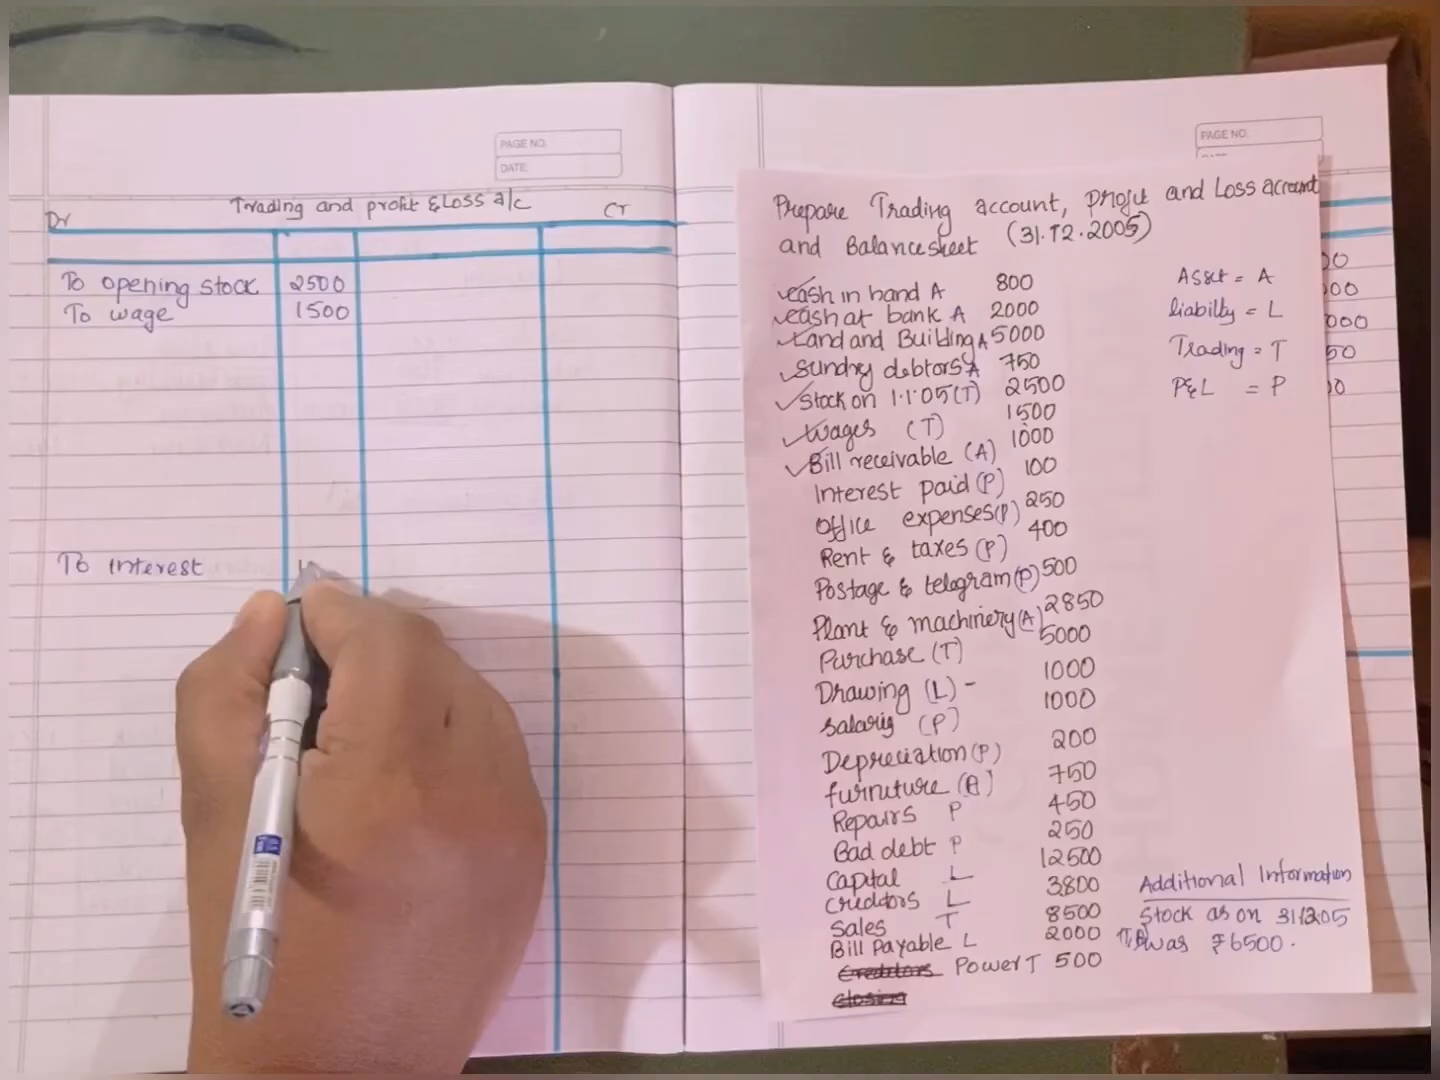 PAGE NO.
DATE:
Trading and profit & Loss a/c
Dr
Cr
To opening stock 2500
To wage 1500
To interest
PAGE NO.
Prepare Trading account, profit and Loss account
and Balancesheet (31.12.2005)
cash in hand A 800
cash at bank A 2000
Land and Building A 5000
Sundry debtors A 750
Stock on 1.1.05 (T) 2500
Wages (T) 1500
Bill receivable (A) 1000
Interest paid (P) 100
Office expenses (P) 250
Rent & taxes (P) 400
Postage & telegram (P) 500
Plant & machinery (A) 2850
Purchase (T) 5000
Drawing (L) - 1000
Salaris (P) 1000
Depreciation (P) 200
furniture (A) 750
Repairs P 450
Bad debt P 250
Capital L 12500
Creditors L 3800
Sales T 8500
Bill Payable L 2000
Creditors Power T 500
Closing
Asset = A
liabilty = L
Trading = T
P&L = P
Additional Information
Stock as on 31.12.05
was ₹6500.